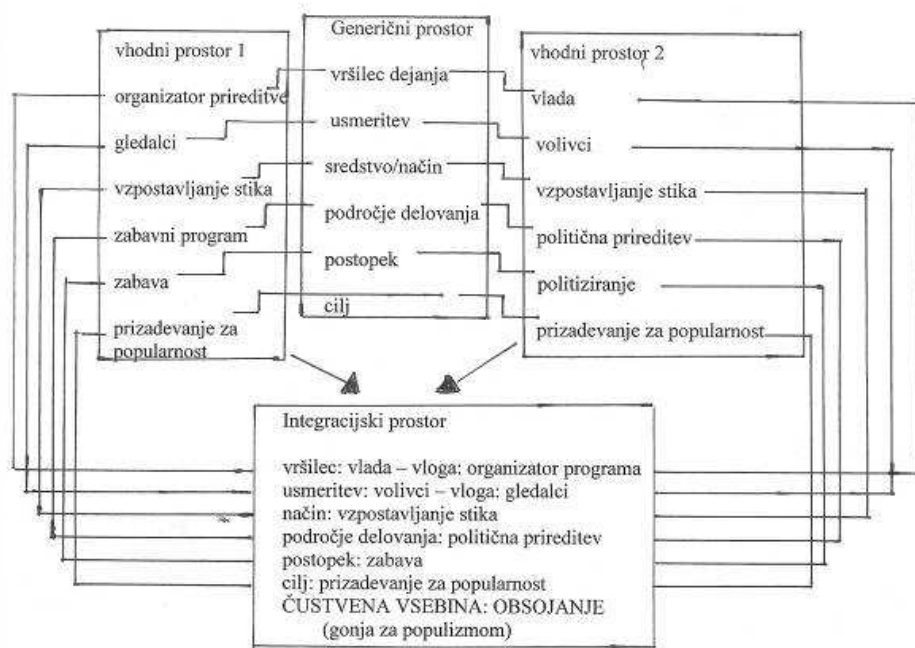 vhodni prostor 1
organizator prireditve
gledalci
vzpostavljanje stika
zabavni program
zabava
prizadevanje za
popularnost
Generični prostor
vršilec dejanja
usmeritev
sredstvo/način
področje delovanja
postopek
cilj
vhodni prostor 2
vlada
volivci
vzpostavljanje stika
politična prireditev
politiziranje
prizadevanje za popularnost
Integracijski prostor
vršilec: vlada – vloga: organizator programa
usmeritev: volivci – vloga: gledalci
način: vzpostavljanje stika
področje delovanja: politična prireditev
postopek: zabava
cilj: prizadevanje za popularnost
ČUSTVENA VSEBINA: OBSOJANJE
(gonja za populizmom)